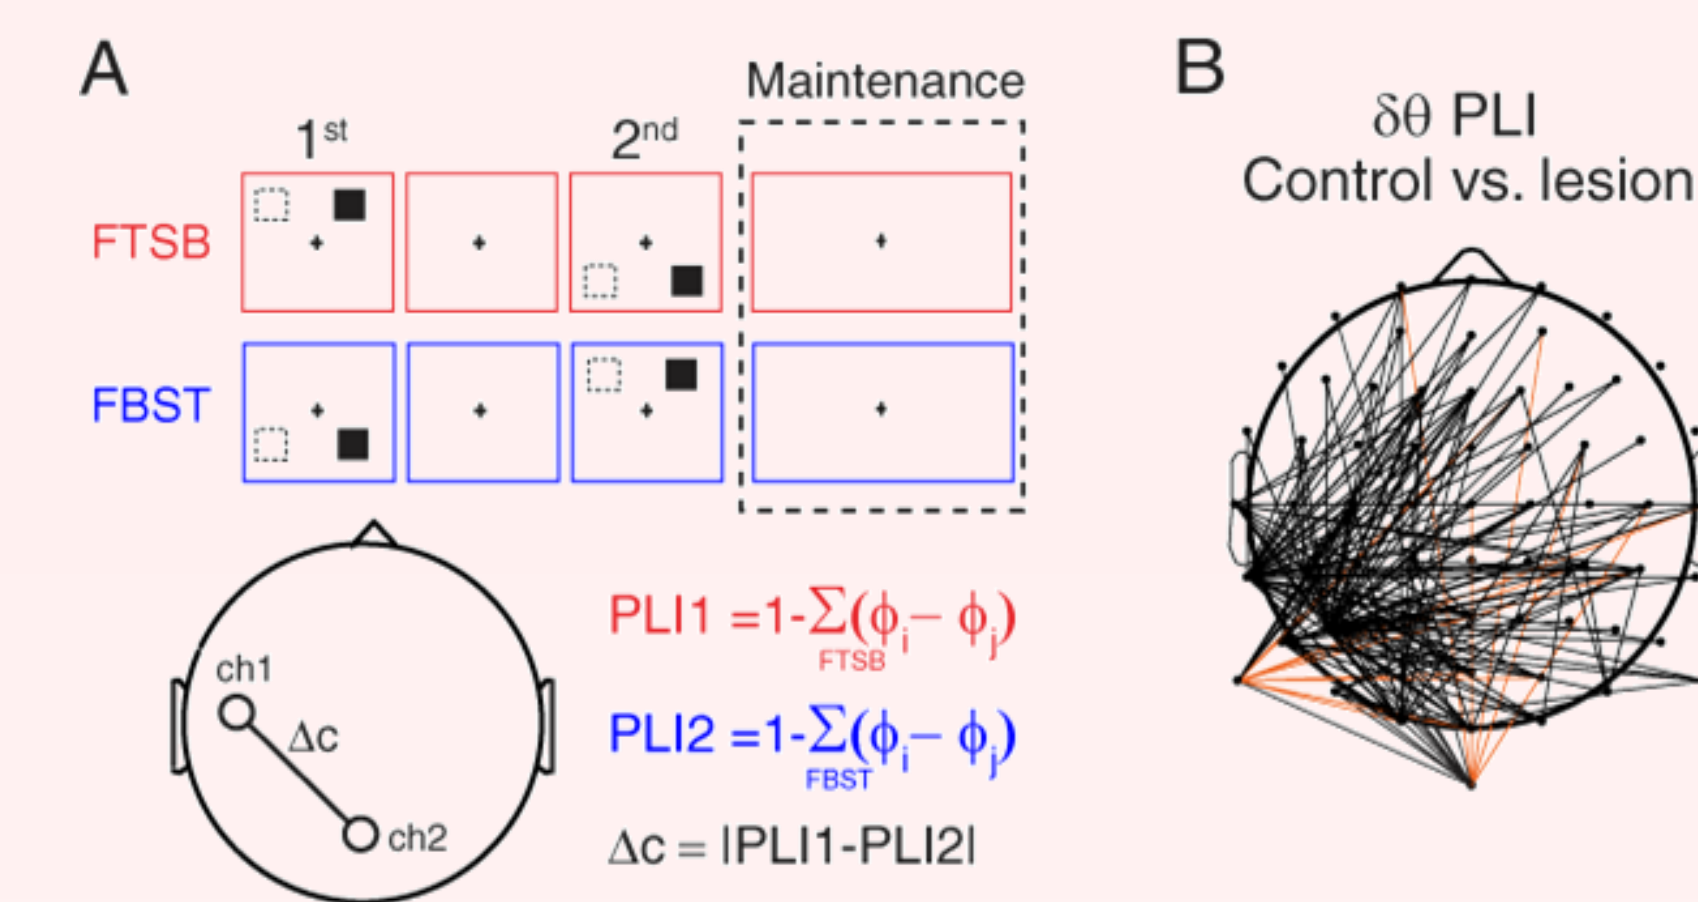 A
Maintenance
1st
2nd
FTSB
FBST
ch1
Δc
ch2
PLI1 =1-Σ(ϕi– ϕj)
FTSB
PLI2 =1-Σ(ϕi– ϕj)
FBST
Δc = |PLI1-PLI2|
B
δθ PLI
Control vs. lesion